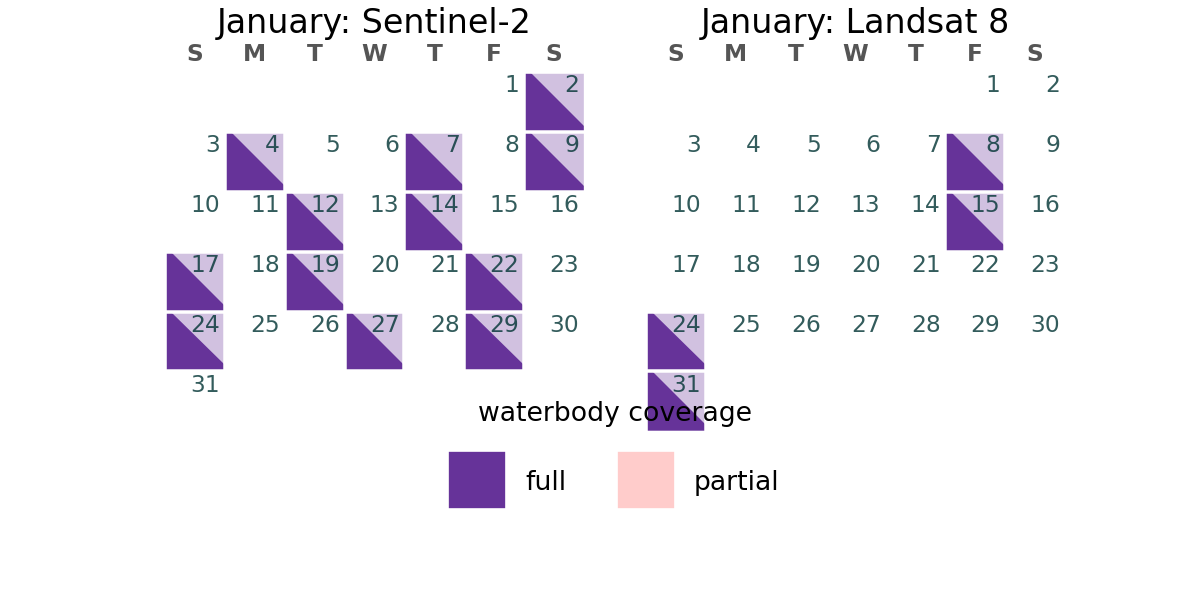 January: Sentinel-2
S M T W T F S
1 2
3 4 5 6 7 8 9
10 11 12 13 14 15 16
17 18 19 20 21 22 23
24 25 26 27 28 29 30
31
January: Landsat 8
S M T W T F S
1 2
3 4 5 6 7 8 9
10 11 12 13 14 15 16
17 18 19 20 21 22 23
24 25 26 27 28 29 30
31
waterbody coverage
full partial